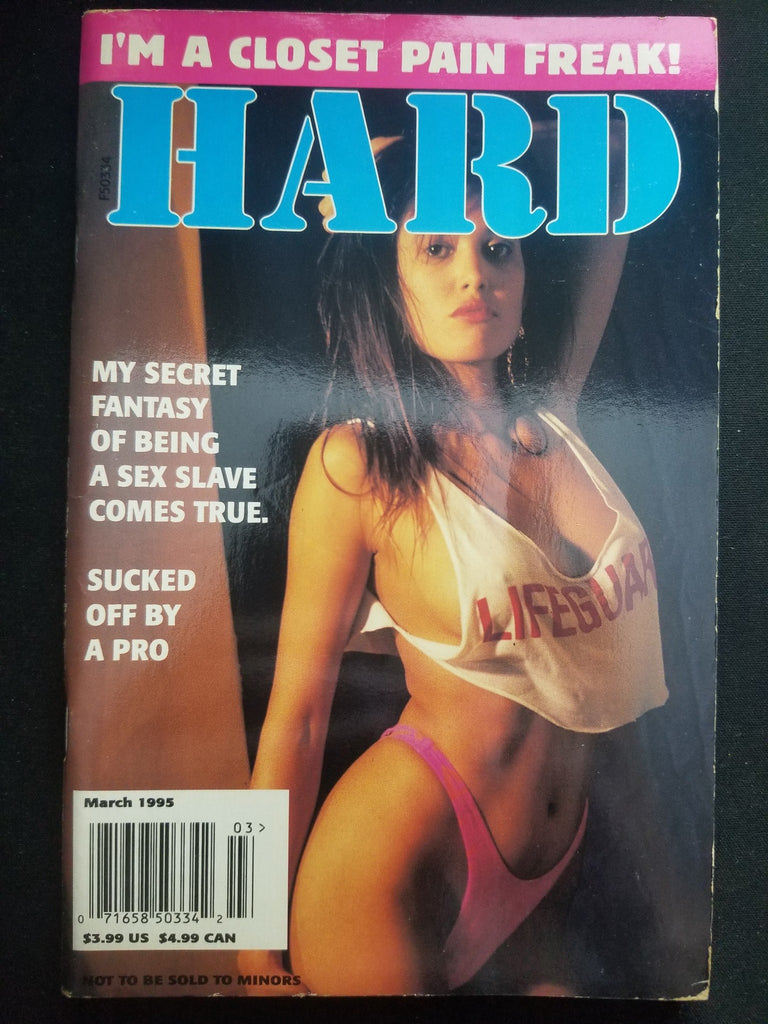 I'M A CLOSET PAIN FREAK!
HARD
FS0334
MY SECRET
FANTASY
OF BEING
A SEX SLAVE
COMES TRUE.
SUCKED
OFF BY
A PRO
LIFEGUAR
March 1995
03>
0 71658 50334 2
$3.99 US $4.99 CAN
NOT TO BE SOLD TO MINORS